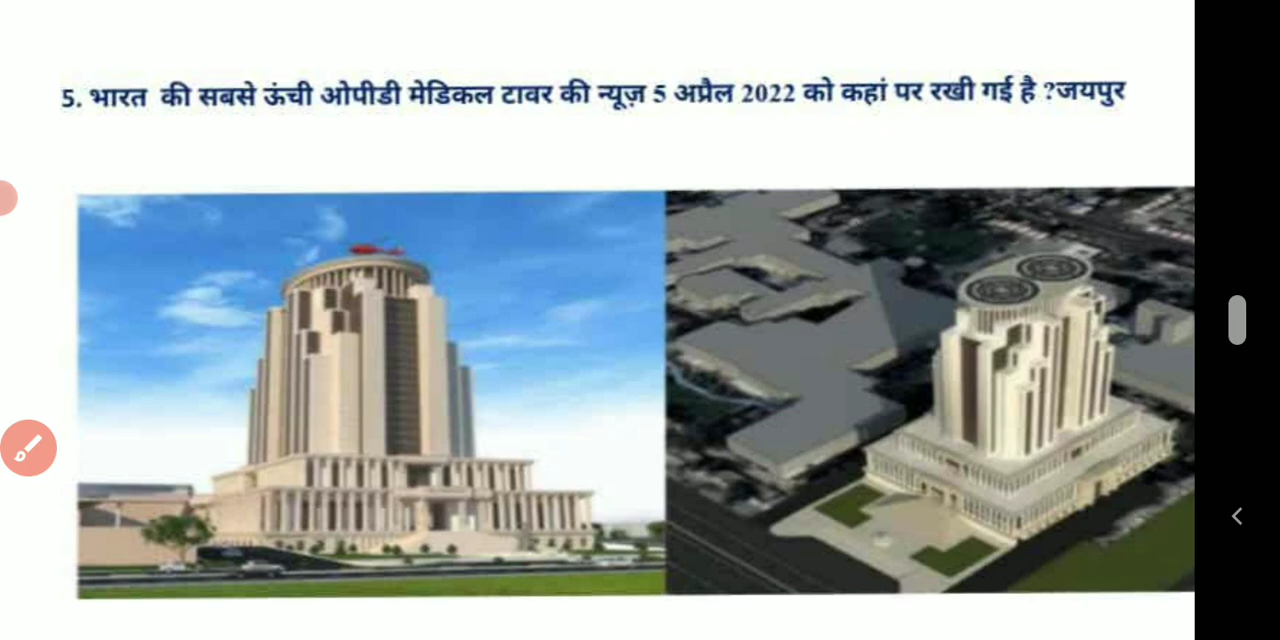 5. भारत की सबसे ऊंची ओपीडी मेडिकल टावर की न्यूज़ 5 अप्रैल 2022 को कहां पर रखी गई है ?जयपुर